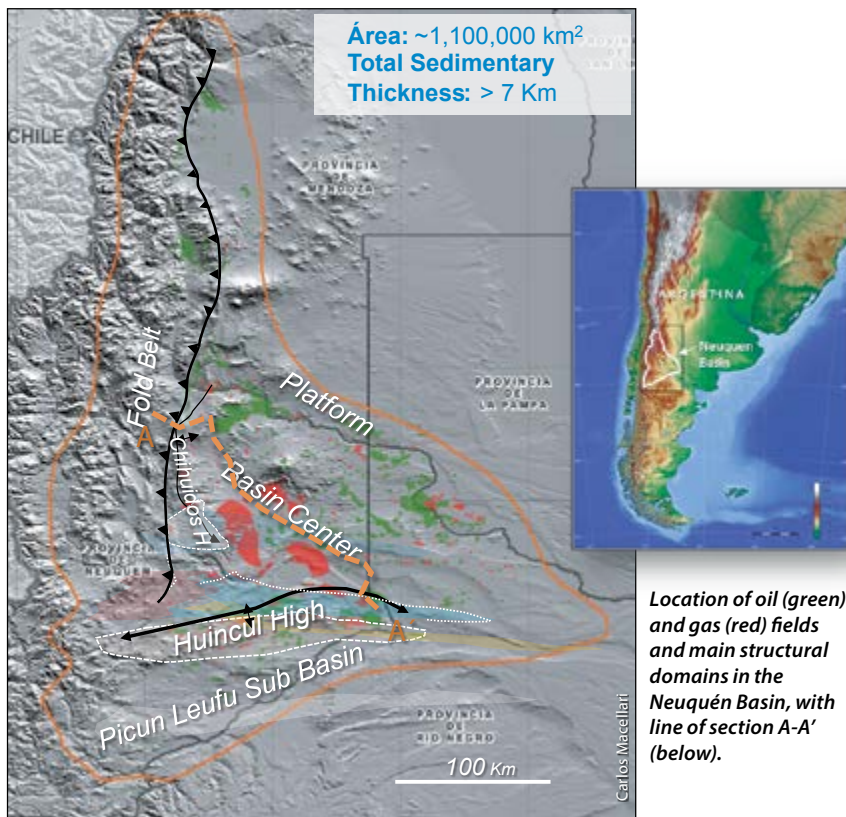 Área: ~1,100,000 km²
Total Sedimentary
Thickness: > 7 Km
CHILE
PROVINCIA
DE
MENDOZA
ARGENTINA
Neuquen
Basin
Fold Belt
Platform
PROVINCIA
DE
LA PAMPA
A
Chihuidos H
Basin Center
PROVINCIA
DE
NEUQUEN
Huincul High
A'
Picun Leufu Sub Basin
PROVINCIA
DE
RIO NEGRO
100 Km
Carlos Macellari
Location of oil (green)
and gas (red) fields
and main structural
domains in the
Neuquén Basin, with
line of section A-A'
(below).